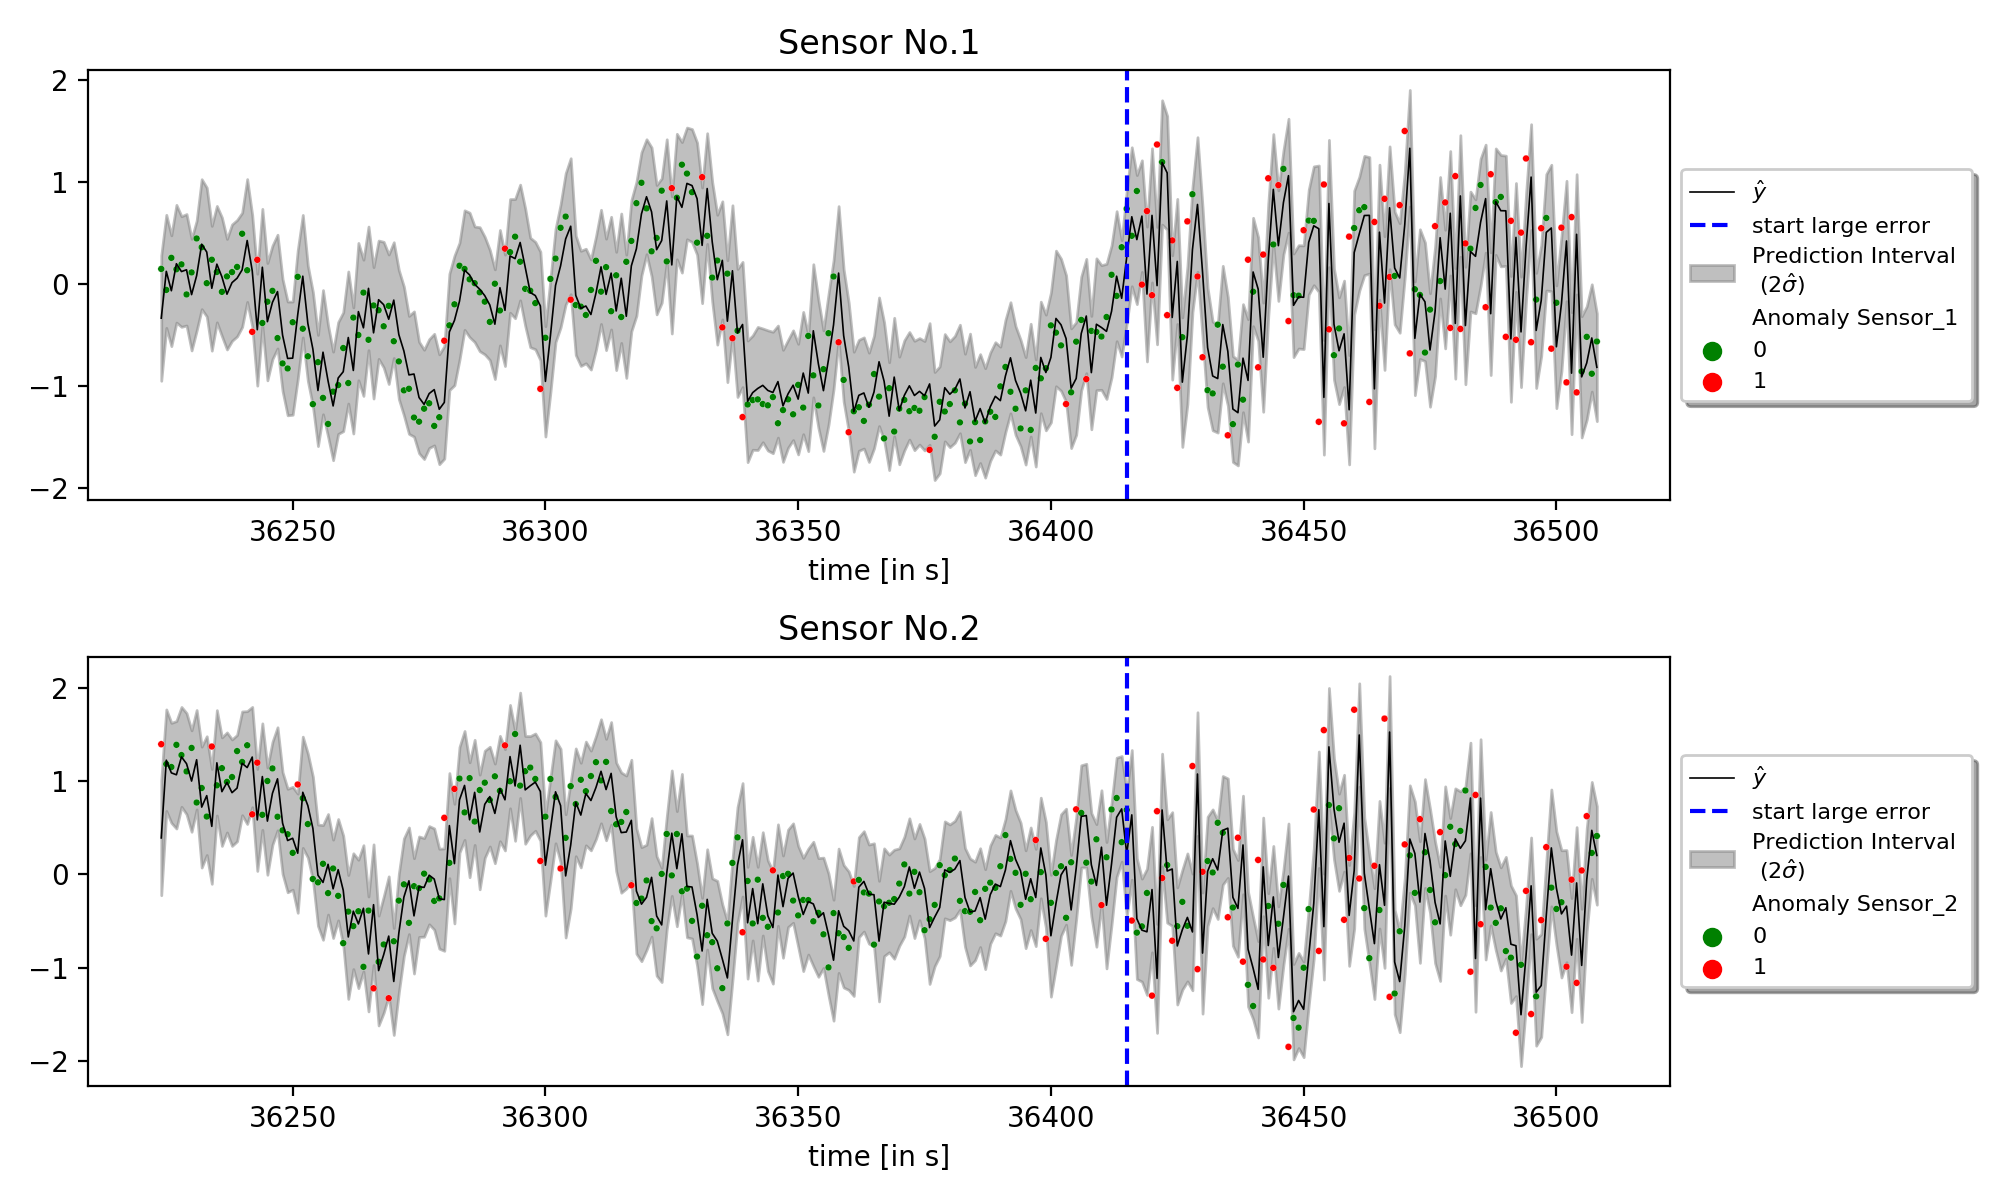 Sensor No.1
2
1
0
−1
−2
36250 36300 36350 36400 36450 36500
time [in s]
ŷ
start large error
Prediction Interval
(2σ̂)
Anomaly Sensor_1
0
1
Sensor No.2
2
1
0
−1
−2
36250 36300 36350 36400 36450 36500
time [in s]
ŷ
start large error
Prediction Interval
(2σ̂)
Anomaly Sensor_2
0
1